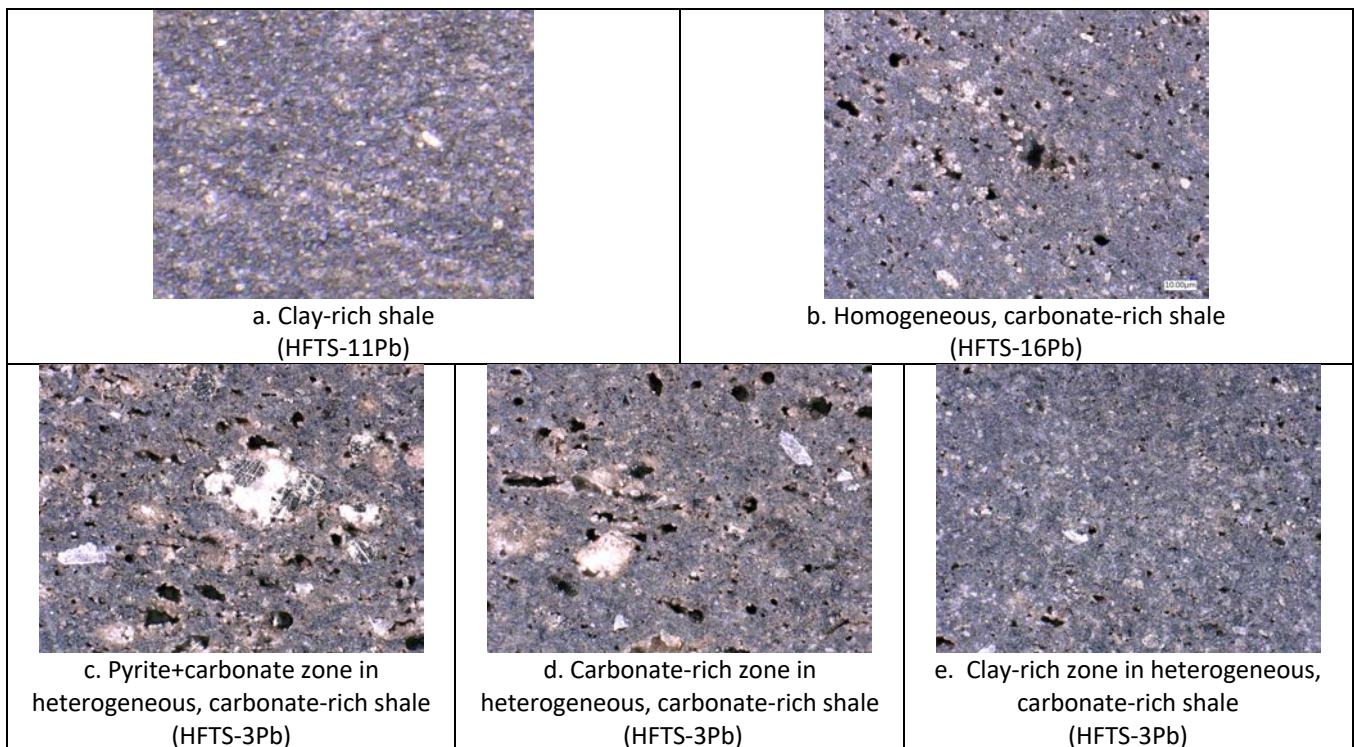 a. Clay-rich shale
(HFTS-11Pb)
10.00µm
b. Homogeneous, carbonate-rich shale
(HFTS-16Pb)
c. Pyrite+carbonate zone in
heterogeneous, carbonate-rich shale
(HFTS-3Pb)
d. Carbonate-rich zone in
heterogeneous, carbonate-rich shale
(HFTS-3Pb)
e. Clay-rich zone in heterogeneous,
carbonate-rich shale
(HFTS-3Pb)